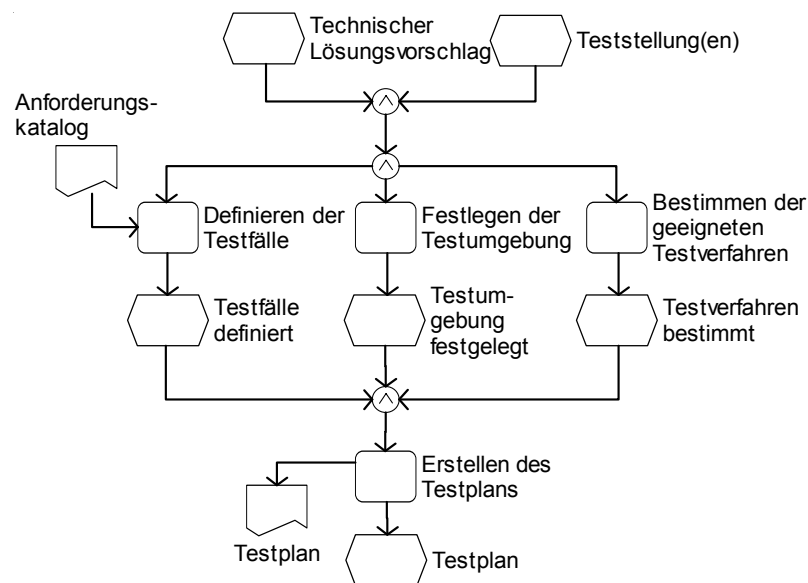 Technischer
Lösungsvorschlag
Teststellung(en)
Anforderungs-
katalog
Definieren der
Testfälle
Festlegen der
Testumgebung
Bestimmen der
geeigneten
Testverfahren
Testfälle
definiert
Testum-
gebung
festgelegt
Testverfahren
bestimmt
Erstellen des
Testplans
Testplan
Testplan